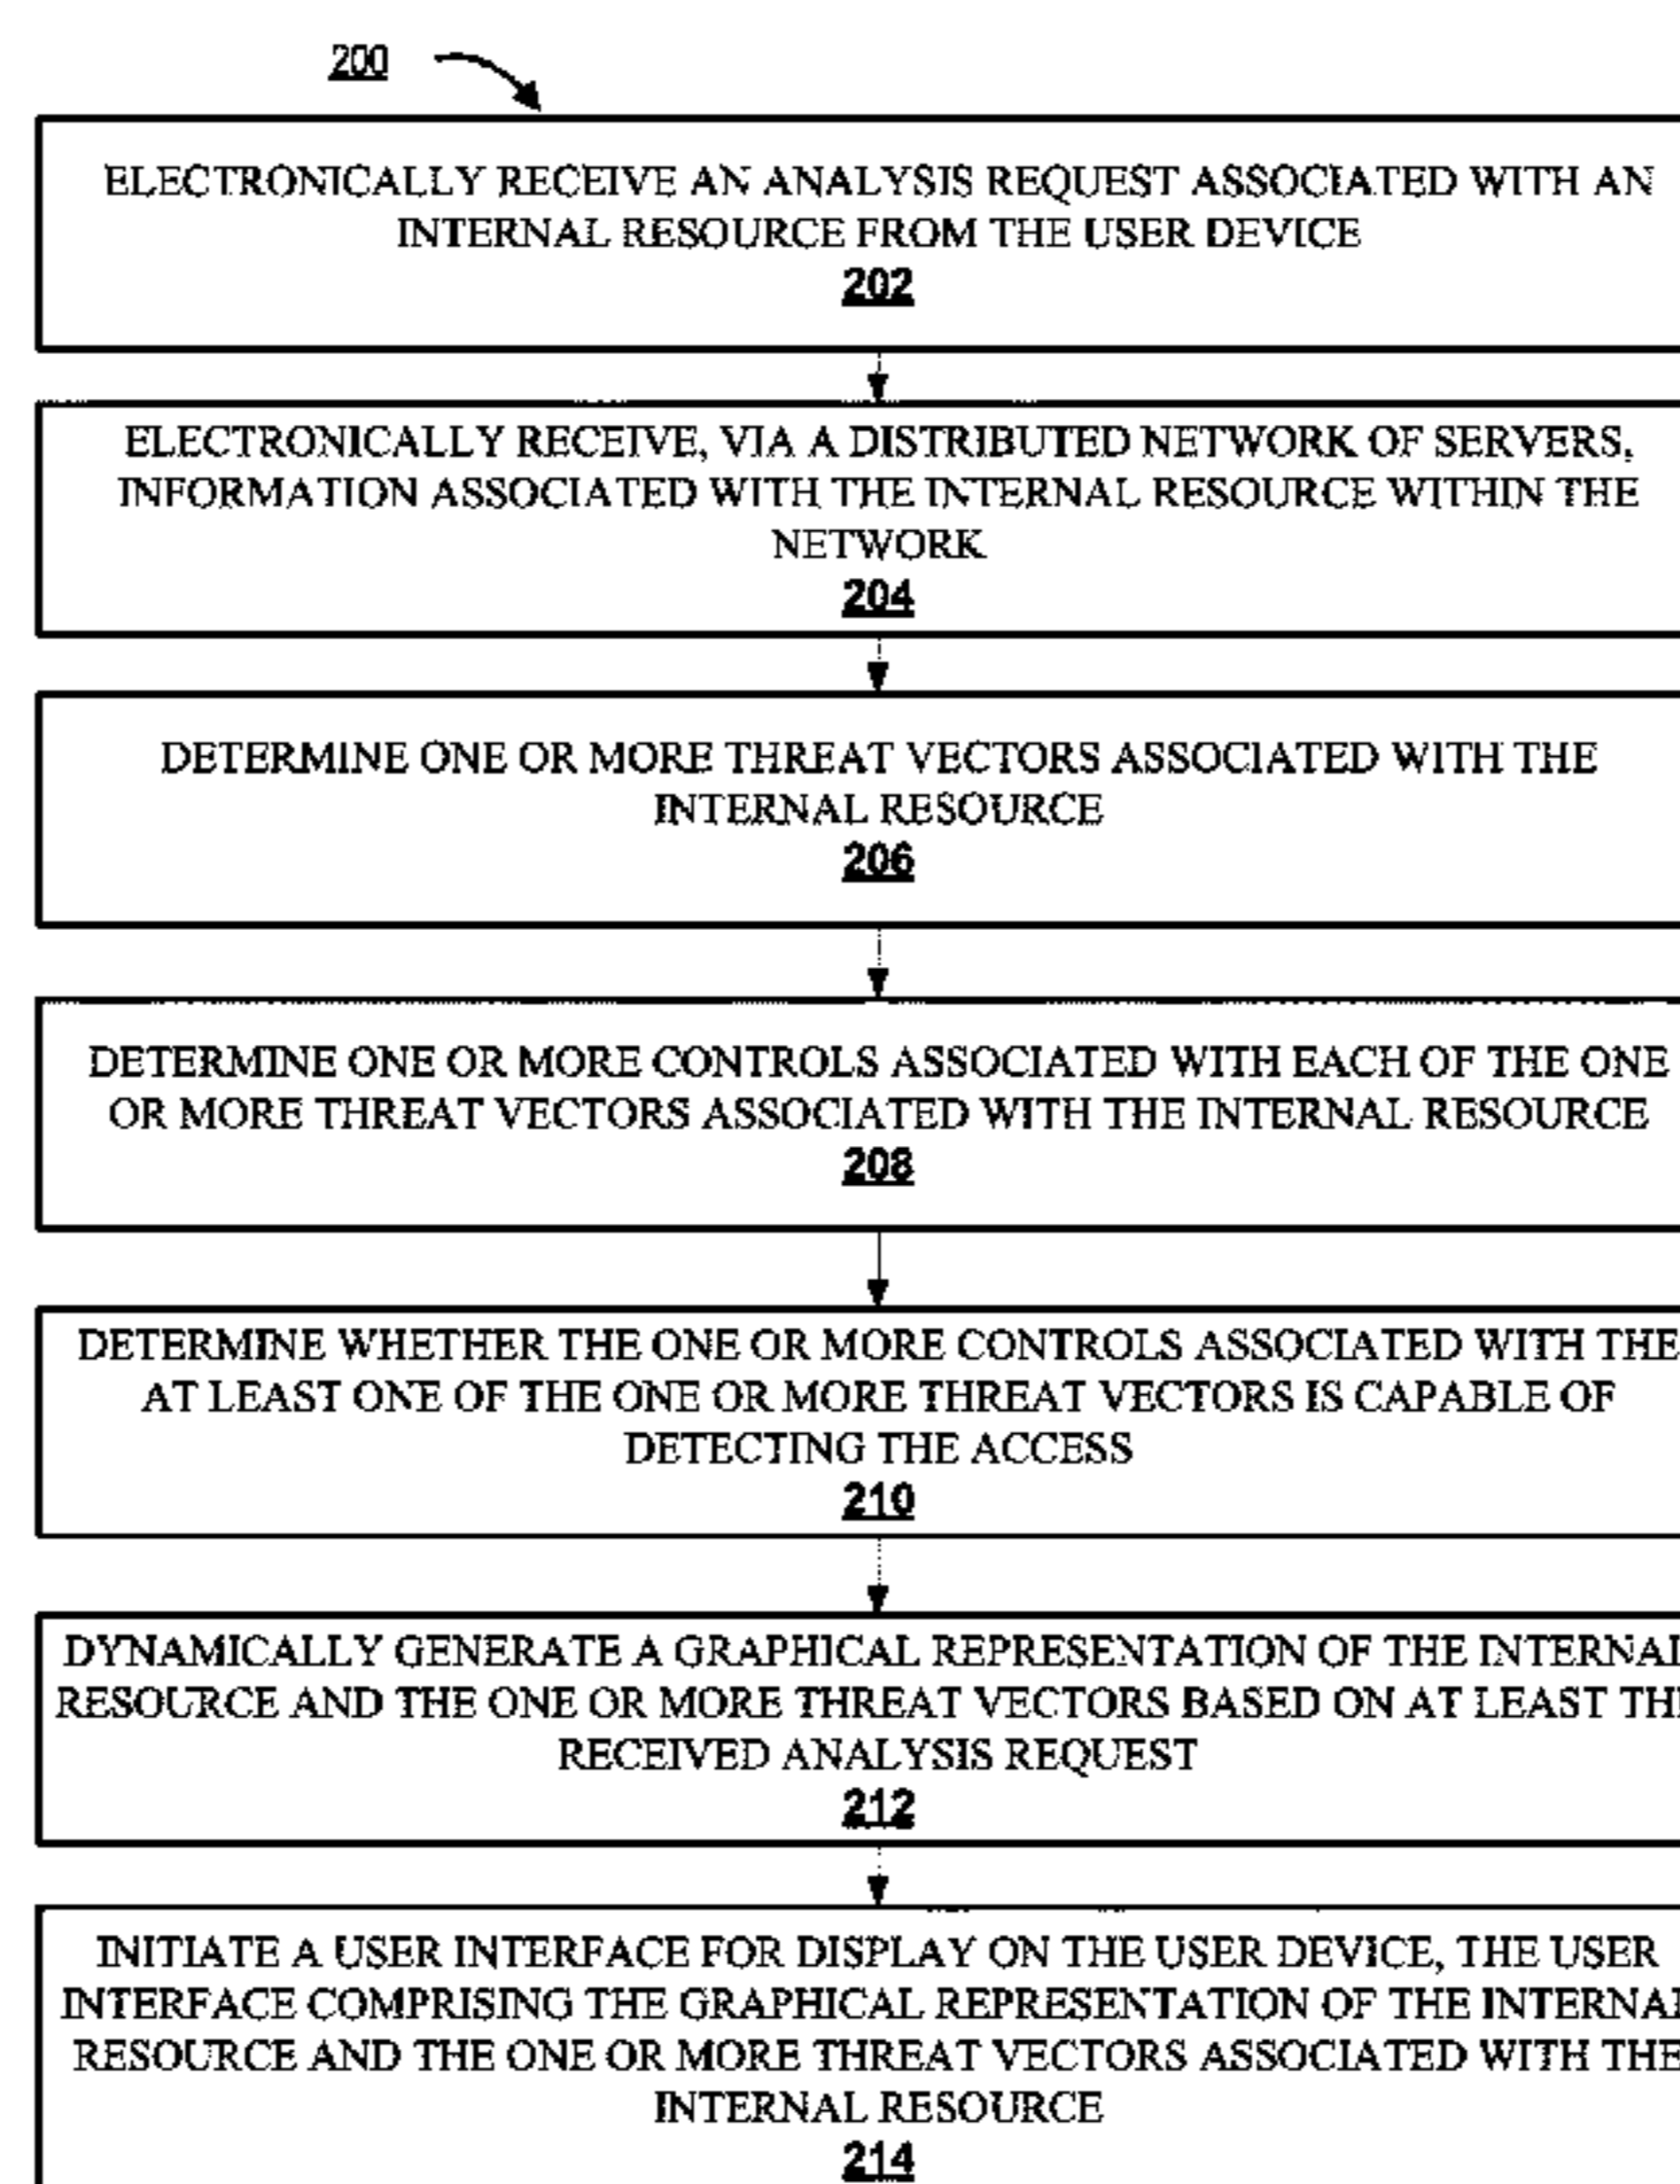 200
ELECTRONICALLY RECEIVE AN ANALYSIS REQUEST ASSOCIATED WITH AN
INTERNAL RESOURCE FROM THE USER DEVICE
202
ELECTRONICALLY RECEIVE, VIA A DISTRIBUTED NETWORK OF SERVERS,
INFORMATION ASSOCIATED WITH THE INTERNAL RESOURCE WITHIN THE
NETWORK
204
DETERMINE ONE OR MORE THREAT VECTORS ASSOCIATED WITH THE
INTERNAL RESOURCE
206
DETERMINE ONE OR MORE CONTROLS ASSOCIATED WITH EACH OF THE ONE
OR MORE THREAT VECTORS ASSOCIATED WITH THE INTERNAL RESOURCE
208
DETERMINE WHETHER THE ONE OR MORE CONTROLS ASSOCIATED WITH THE
AT LEAST ONE OF THE ONE OR MORE THREAT VECTORS IS CAPABLE OF
DETECTING THE ACCESS
210
DYNAMICALLY GENERATE A GRAPHICAL REPRESENTATION OF THE INTERNAL
RESOURCE AND THE ONE OR MORE THREAT VECTORS BASED ON AT LEAST THE
RECEIVED ANALYSIS REQUEST
212
INITIATE A USER INTERFACE FOR DISPLAY ON THE USER DEVICE, THE USER
INTERFACE COMPRISING THE GRAPHICAL REPRESENTATION OF THE INTERNAL
RESOURCE AND THE ONE OR MORE THREAT VECTORS ASSOCIATED WITH THE
INTERNAL RESOURCE
214